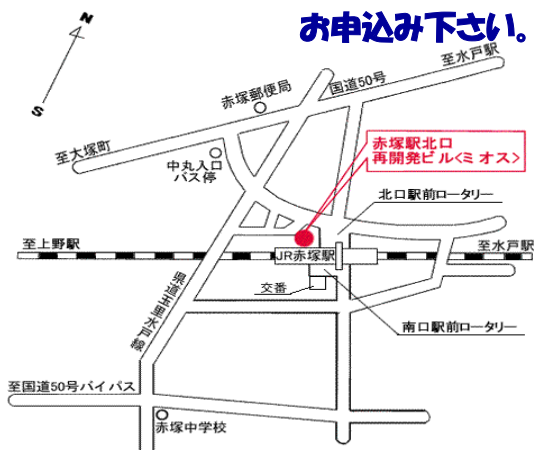 お申込み下さい。
N
S
至水戸駅
国道50号
赤塚郵便局
至大塚町
中丸入口
バス停
赤塚駅北口
再開発ビル<ミオス>
北口駅前ロータリー
至上野駅
至水戸駅
JR赤塚駅
交番
県道玉里水戸線
南口駅前ロータリー
至国道50号バイパス
赤塚中学校